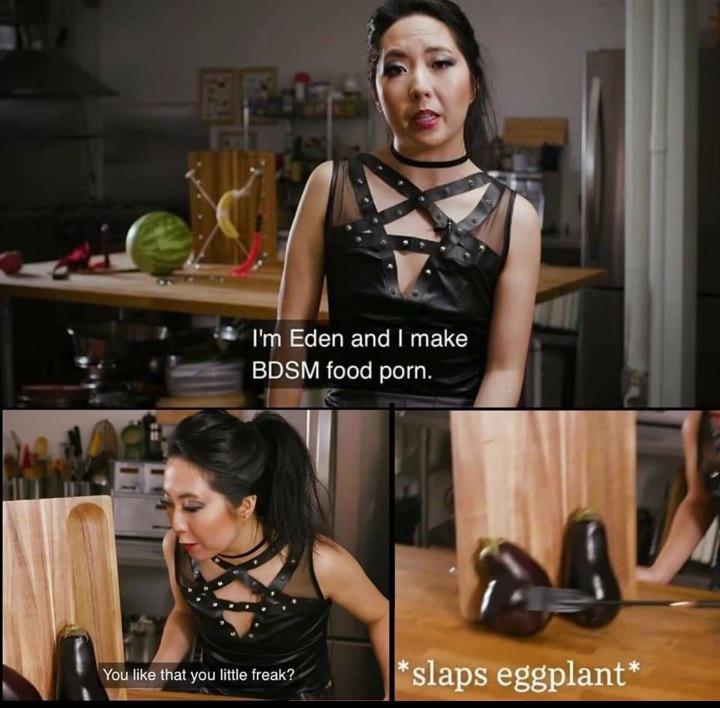 I'm Eden and I make
BDSM food porn.
You like that you little freak?
*slaps eggplant*